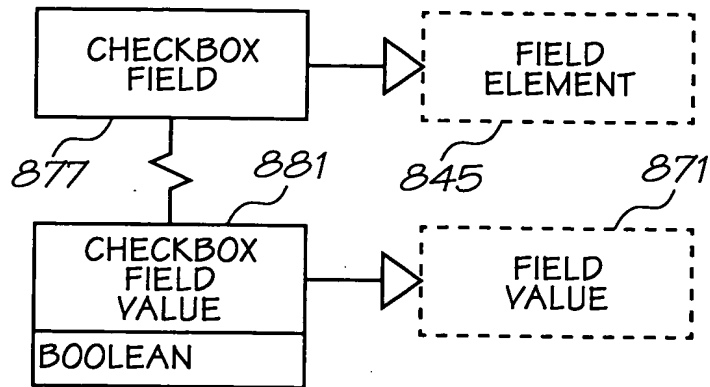 CHECKBOX
FIELD
FIELD
ELEMENT
877
881
845
871
CHECKBOX
FIELD
VALUE
FIELD
VALUE
BOOLEAN